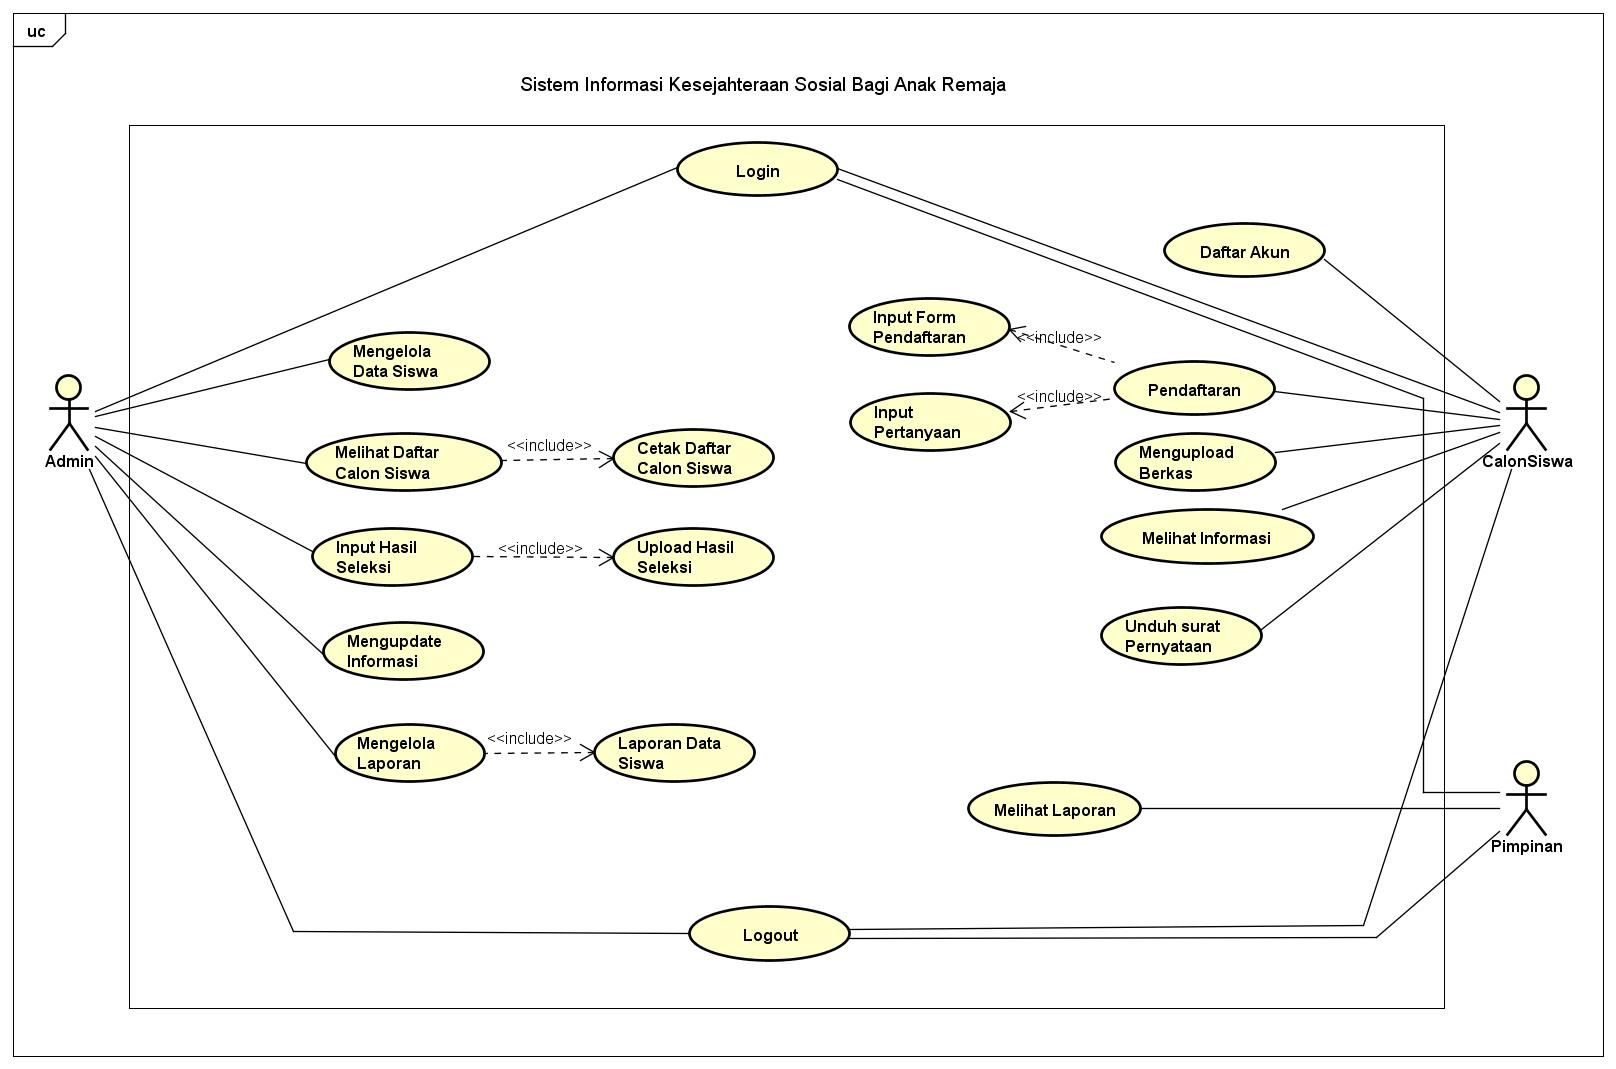 uc
Sistem Informasi Kesejahteraan Sosial Bagi Anak Remaja
Login
Daftar Akun
Input Form
Pendaftaran
<<include>>
Mengelola
Data Siswa
Pendaftaran
<<include>>
Input
Pertanyaan
Admin
CalonSiswa
Melihat Daftar
Calon Siswa
<<include>>
Cetak Daftar
Calon Siswa
Mengupload
Berkas
Melihat Informasi
Input Hasil
Seleksi
<<include>>
Upload Hasil
Seleksi
Unduh surat
Pernyataan
Mengupdate
Informasi
Mengelola
Laporan
<<include>>
Laporan Data
Siswa
Melihat Laporan
Pimpinan
Logout